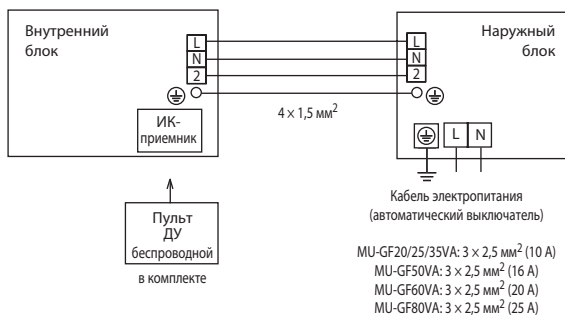 Внутренний
блок
L
N
2
ИК-
приемник
Пульт
ДУ
беспроводной
в комплекте
4 × 1,5 мм²
Наружный
блок
L
N
2
L N
Кабель электропитания
(автоматический выключатель)
MU-GF20/25/35VA: 3 × 2,5 мм² (10 А)
MU-GF50VA: 3 × 2,5 мм² (16 А)
MU-GF60VA: 3 × 2,5 мм² (20 А)
MU-GF80VA: 3 × 2,5 мм² (25 А)